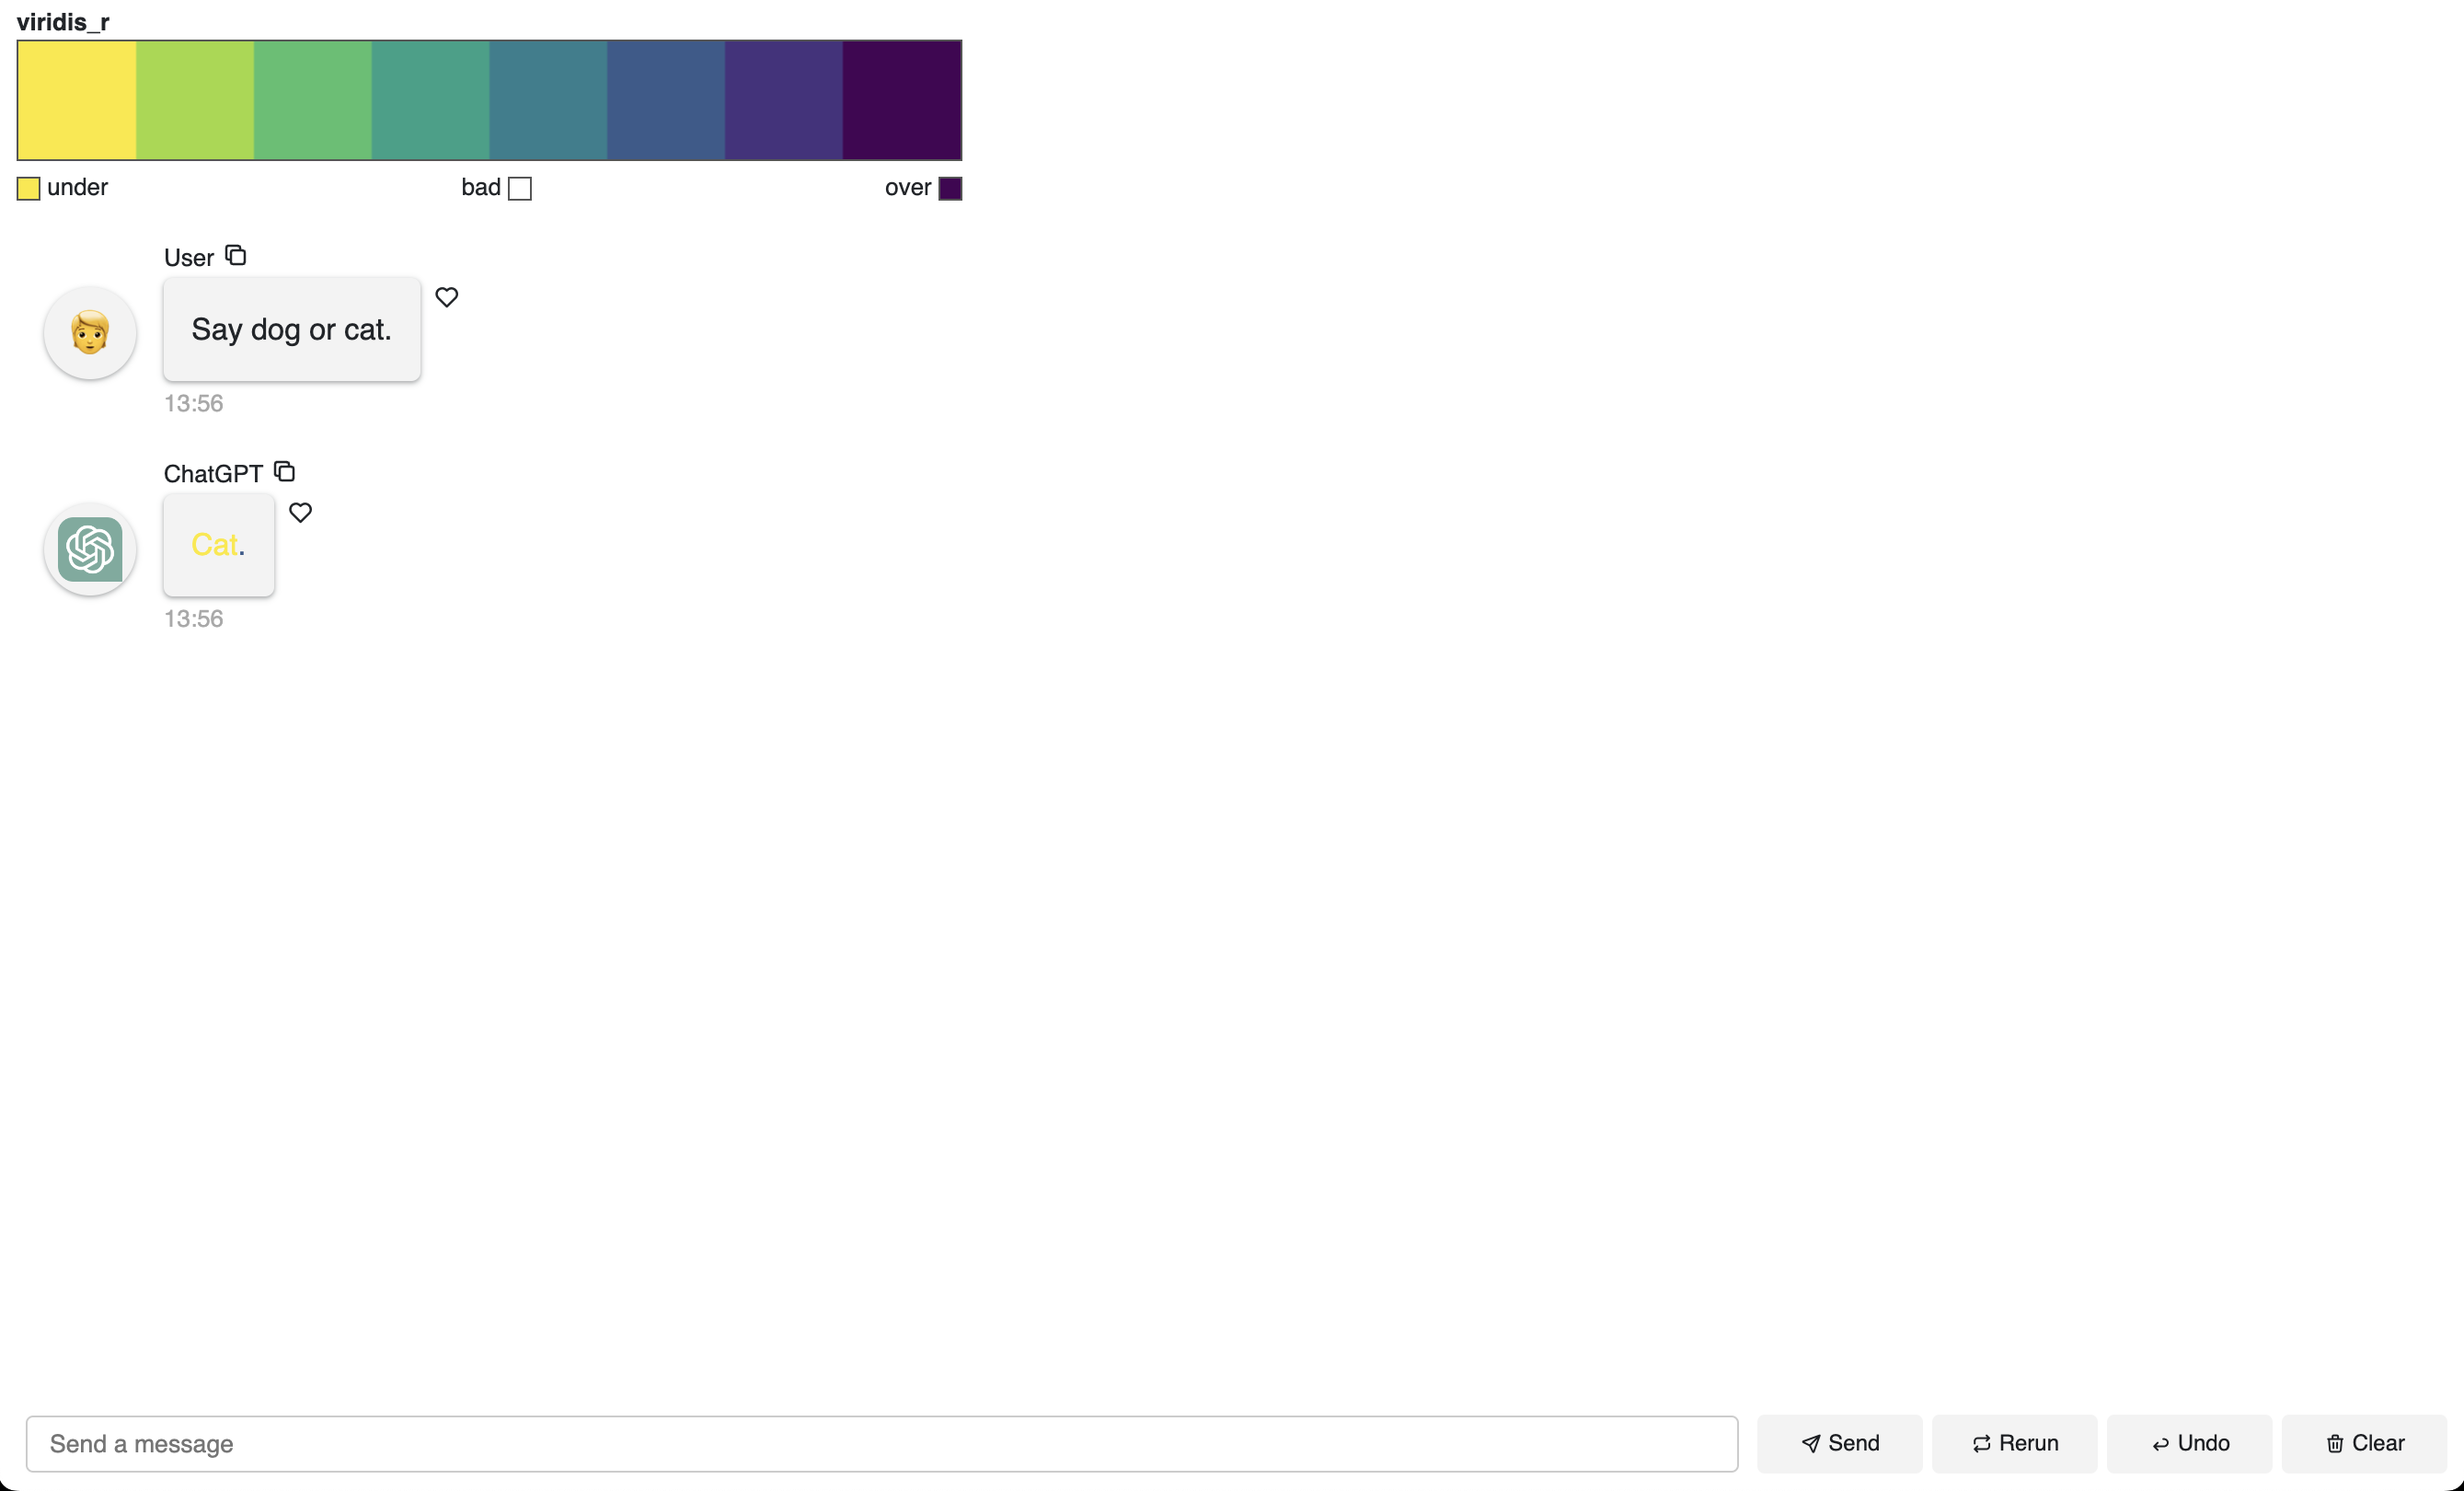 viridis_r
under bad over
User
Say dog or cat.
13:56
ChatGPT
Cat.
13:56
Send a message Send Rerun Undo Clear